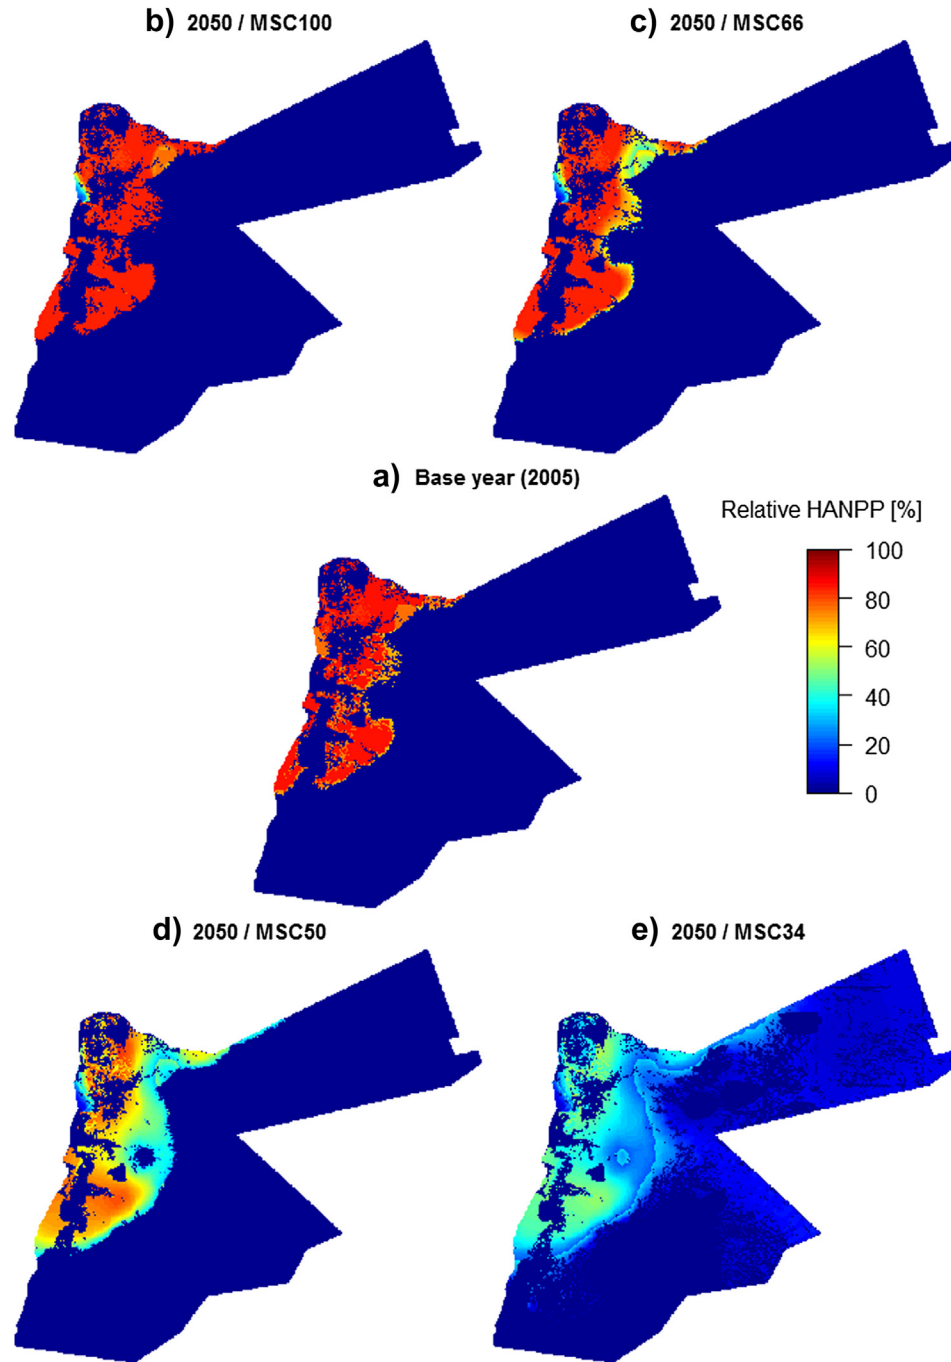 b) 2050 / MSC100
c) 2050 / MSC66
a) Base year (2005)
Relative HANPP [%]
100
80
60
40
20
0
d) 2050 / MSC50
e) 2050 / MSC34